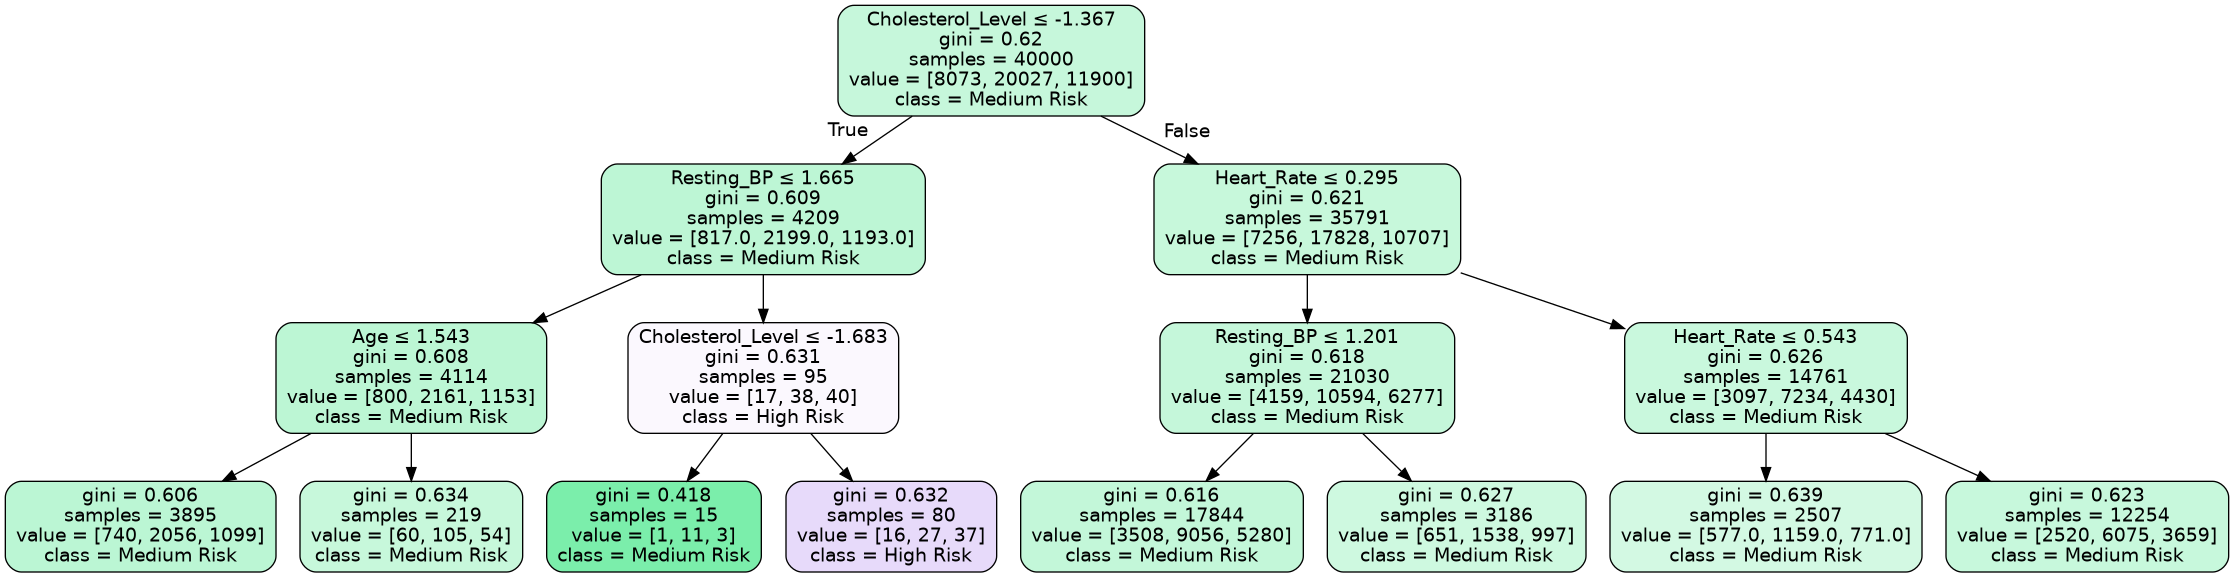 Cholesterol_Level ≤ -1.367
gini = 0.62
samples = 40000
value = [8073, 20027, 11900]
class = Medium Risk
True
False
Resting_BP ≤ 1.665
gini = 0.609
samples = 4209
value = [817.0, 2199.0, 1193.0]
class = Medium Risk
Heart_Rate ≤ 0.295
gini = 0.621
samples = 35791
value = [7256, 17828, 10707]
class = Medium Risk
Age ≤ 1.543
gini = 0.608
samples = 4114
value = [800, 2161, 1153]
class = Medium Risk
Cholesterol_Level ≤ -1.683
gini = 0.631
samples = 95
value = [17, 38, 40]
class = High Risk
Resting_BP ≤ 1.201
gini = 0.618
samples = 21030
value = [4159, 10594, 6277]
class = Medium Risk
Heart_Rate ≤ 0.543
gini = 0.626
samples = 14761
value = [3097, 7234, 4430]
class = Medium Risk
gini = 0.606
samples = 3895
value = [740, 2056, 1099]
class = Medium Risk
gini = 0.634
samples = 219
value = [60, 105, 54]
class = Medium Risk
gini = 0.418
samples = 15
value = [1, 11, 3]
class = Medium Risk
gini = 0.632
samples = 80
value = [16, 27, 37]
class = High Risk
gini = 0.616
samples = 17844
value = [3508, 9056, 5280]
class = Medium Risk
gini = 0.627
samples = 3186
value = [651, 1538, 997]
class = Medium Risk
gini = 0.639
samples = 2507
value = [577.0, 1159.0, 771.0]
class = Medium Risk
gini = 0.623
samples = 12254
value = [2520, 6075, 3659]
class = Medium Risk